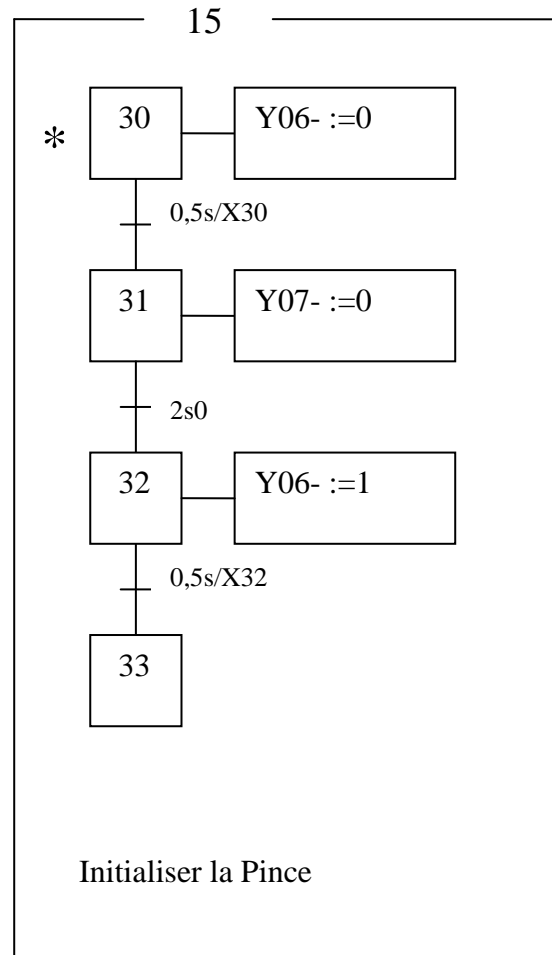 15
* 30 Y06- :=0
0,5s/X30
31 Y07- :=0
2s0
32 Y06- :=1
0,5s/X32
33
Initialiser la Pince